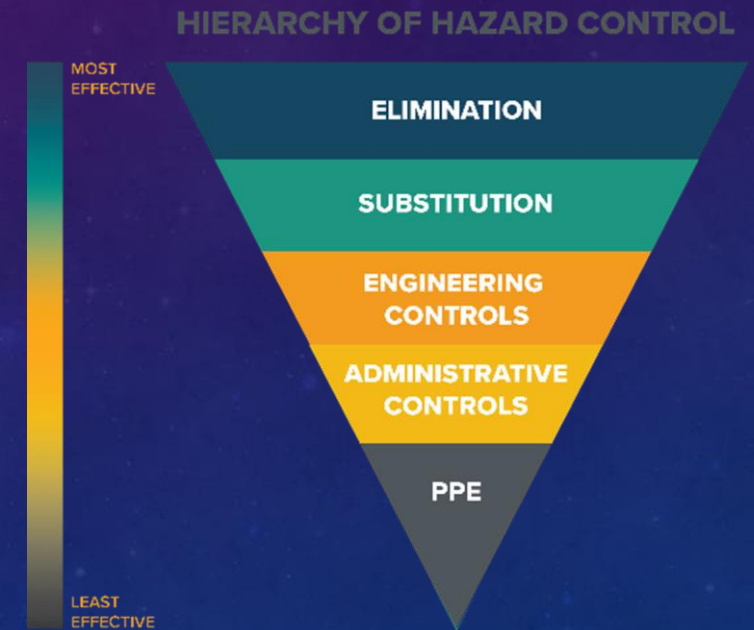 HIERARCHY OF HAZARD CONTROL
MOST
EFFECTIVE
ELIMINATION
SUBSTITUTION
ENGINEERING
CONTROLS
ADMINISTRATIVE
CONTROLS
PPE
LEAST
EFFECTIVE